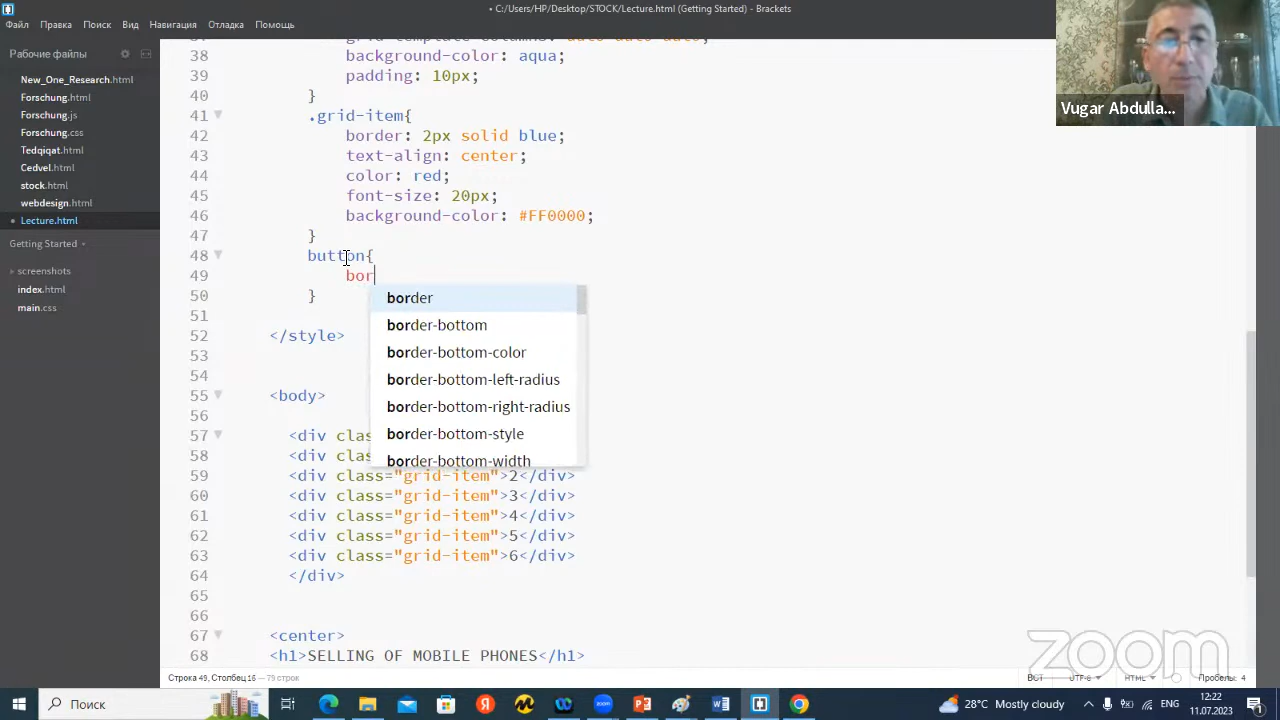 • C:/Users/HP/Desktop/STOCK/Lecture.html (Getting Started) - Brackets
Файл Правка Поиск Вид Навигация Отладка Помощь
Рабочие файлы
New_One_Research.html
Forschung.html
Forschung.js
Forschung.css
Tedqiqat.html
Cedvel.html
stock.html
webdesign.html
• Lecture.html
Getting Started
screenshots
index.html
main.css
38 background-color: aqua;
39 padding: 10px;
40 }
41 .grid-item{
42 border: 2px solid blue;
43 text-align: center;
44 color: red;
45 font-size: 20px;
46 background-color: #FF0000;
47 }
48 button{
49 bor
50 }
51
52 </style>
53
54
55 <body>
56
57 <div clas
58 <div clas
59 <div class="grid-item">2</div>
60 <div class="grid-item">3</div>
61 <div class="grid-item">4</div>
62 <div class="grid-item">5</div>
63 <div class="grid-item">6</div>
64 </div>
65
66
67 <center>
68 <h1>SELLING OF MOBILE PHONES</h1>
border
border-bottom
border-bottom-color
border-bottom-left-radius
border-bottom-right-radius
border-bottom-style
border-bottom-width
Vugar Abdulla...
zoom
Строка 49, Столбец 16 — 79 строк
ВСТ UTF-8 HTML Пробелы: 4
Поиск
28°C Mostly cloudy
ENG
12:22
11.07.2023